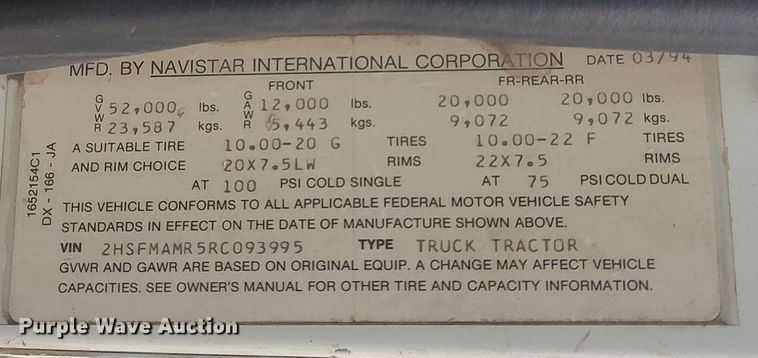 MFD. BY NAVISTAR INTERNATIONAL CORPORATION DATE 03/94
FRONT FR-REAR-RR
GVWR 52,000 lbs. GAWR 12,000 lbs. 20,000 20,000 lbs.
23,587 kgs. 5,443 kgs. 9,072 9,072 kgs.
A SUITABLE TIRE 10.00-20 G TIRES 10.00-22 F TIRES
AND RIM CHOICE 20X7.5LW RIMS 22X7.5 RIMS
AT 100 PSI COLD SINGLE AT 75 PSI COLD DUAL
THIS VEHICLE CONFORMS TO ALL APPLICABLE FEDERAL MOTOR VEHICLE SAFETY
STANDARDS IN EFFECT ON THE DATE OF MANUFACTURE SHOWN ABOVE.
VIN 2HSFMAMR5RC093995 TYPE TRUCK TRACTOR
GVWR AND GAWR ARE BASED ON ORIGINAL EQUIP. A CHANGE MAY AFFECT VEHICLE
CAPACITIES. SEE OWNER'S MANUAL FOR OTHER TIRE AND CAPACITY INFORMATION.
1652154C1
DX - 166 - JA
Purple Wave Auction